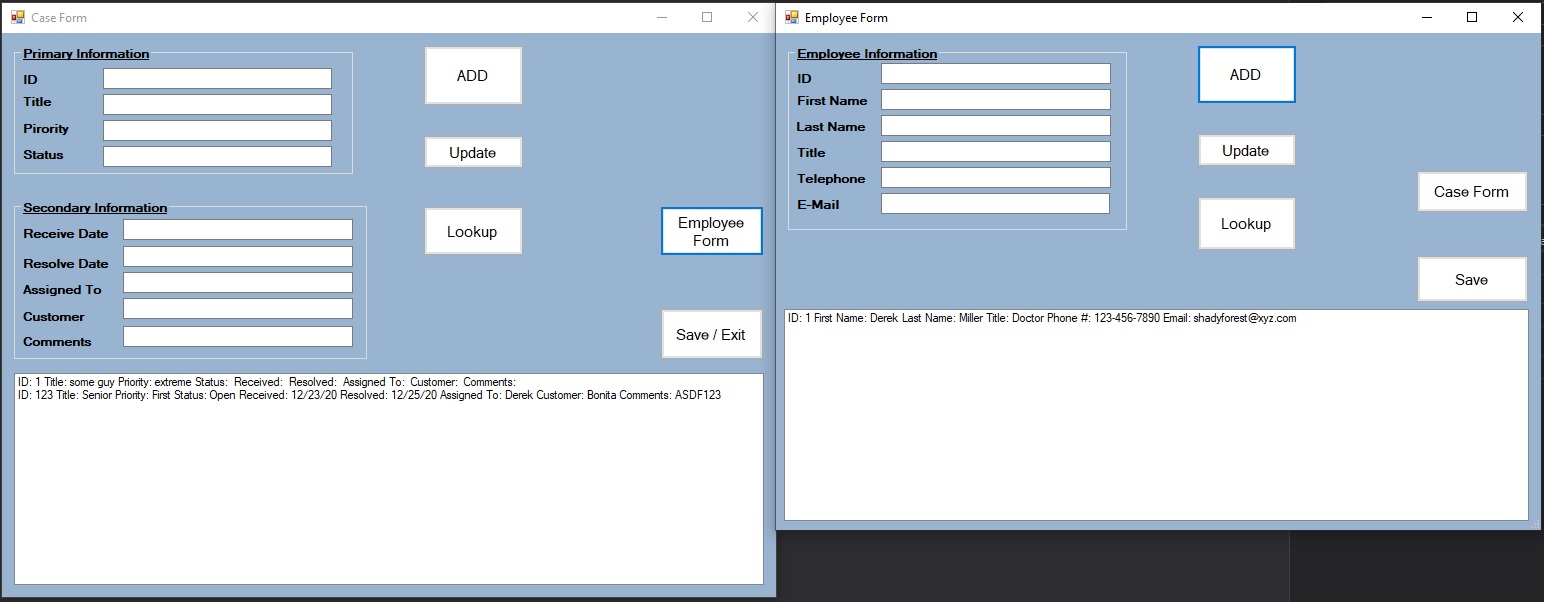 Case Form
Primary Information
ID
Title
Pirority
Status
ADD
Update
Lookup
Secondary Information
Receive Date
Resolve Date
Assigned To
Customer
Comments
Employee
Form
Save / Exit
ID: 1 Title: some guy Priority: extreme Status:  Received:  Resolved:  Assigned To:  Customer:  Comments:
ID: 123 Title: Senior Priority: First Status: Open Received: 12/23/20 Resolved: 12/25/20 Assigned To: Derek Customer: Bonita Comments: ASDF123
Employee Form
Employee Information
ID
First Name
Last Name
Title
Telephone
E-Mail
ADD
Update
Lookup
Case Form
Save
ID: 1 First Name: Derek Last Name: Miller Title: Doctor Phone #: 123-456-7890 Email: shadyforest@xyz.com